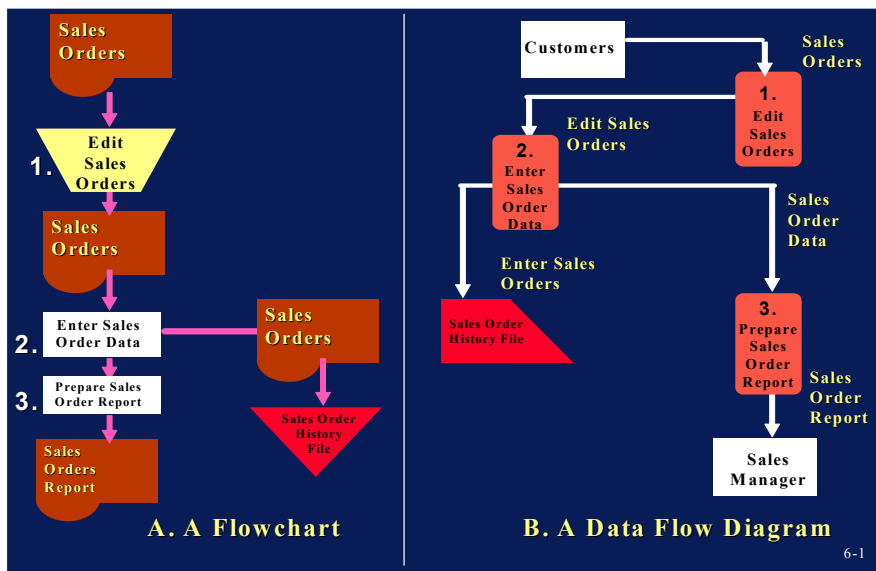 Sales
Orders
1.
Edit
Sales
Orders
Sales
Orders
2.
Enter Sales
Order Data
Sales
Orders
3.
Prepare Sales
Order Report
Sales Order
History
File
Sales
Orders
Report
A. A Flowchart
Customers
Sales
Orders
1.
Edit
Sales
Orders
Edit Sales
Orders
2.
Enter
Sales
Order
Data
Sales
Order
Data
Enter Sales
Orders
Sales Order
History File
3.
Prepare
Sales
Order
Report
Sales
Order
Report
Sales
Manager
B. A Data Flow Diagram
6-1